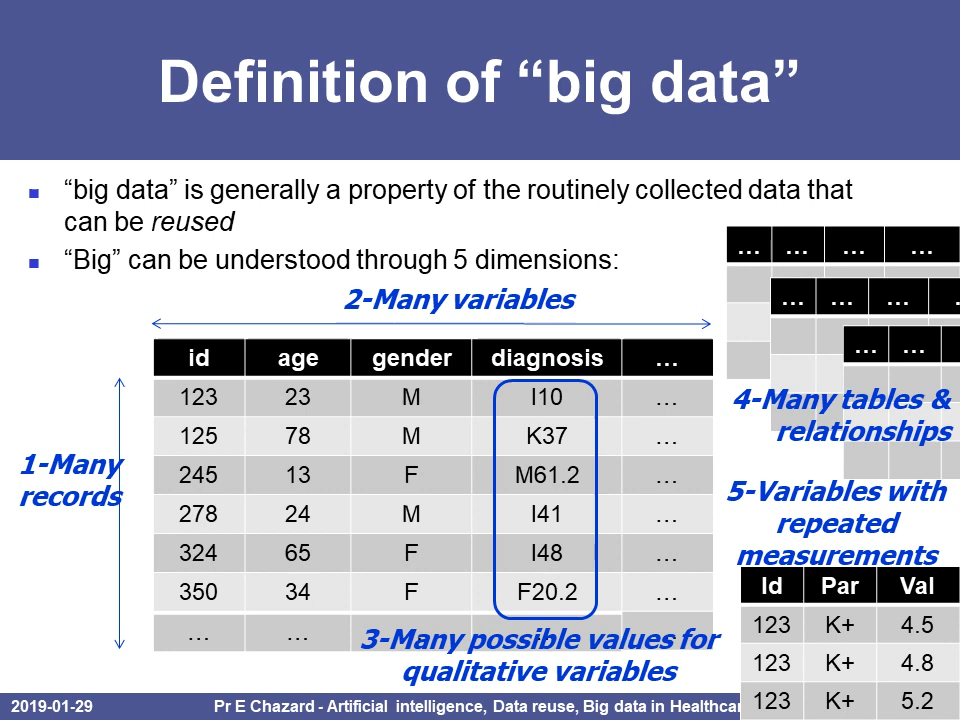 Definition of “big data”
“big data” is generally a property of the routinely collected data that
can be reused
“Big” can be understood through 5 dimensions:
2-Many variables
id age gender diagnosis …
123 23 M I10 …
125 78 M K37 …
245 13 F M61.2 …
278 24 M I41 …
324 65 F I48 …
350 34 F F20.2 …
… …
1-Many
records
3-Many possible values for
qualitative variables
… … … …
… … …
… …
4-Many tables &
relationships
5-Variables with
repeated
measurements
Id Par Val
123 K+ 4.5
123 K+ 4.8
123 K+ 5.2
2019-01-29
Pr E Chazard - Artificial intelligence, Data reuse, Big data in Healthcar